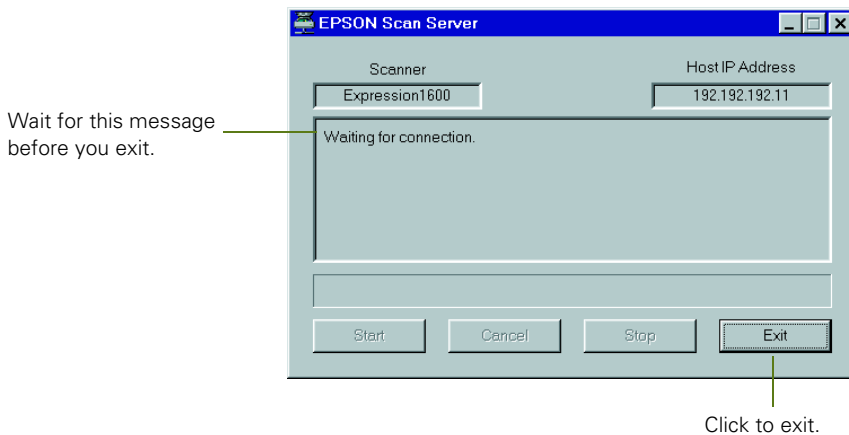 EPSON Scan Server
Scanner
Host IP Address
Expression1600
192.192.192.11
Wait for this message
before you exit.
Waiting for connection.
Start
Cancel
Stop
Exit
Click to exit.